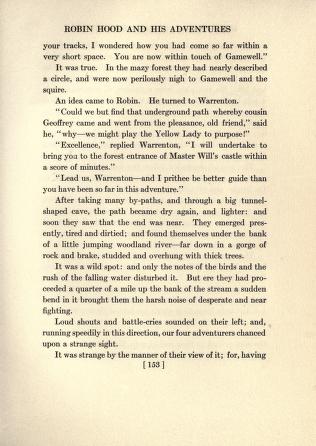 ROBIN HOOD AND HIS ADVENTURES
your tracks, I wondered how you had come so far within a
very short space. You are now within touch of Gamewell."
It was true. In the mazy forest they had nearly described
a circle, and were now perilously nigh to Gamewell and the
squire.
An idea came to Robin. He turned to Warrenton.
"Could we but find that underground path whereby cousin
Geoffrey came and went from the pleasance, old friend," said
he, "why—we might play the Yellow Lady to purpose!"
"Excellence," replied Warrenton, "I will undertake to
bring you to the forest entrance of Master Will's castle within
a score of minutes."
"Lead us, Warrenton—and I prithee be better guide than
you have been so far in this adventure."
After taking many by-paths, and through a big tunnel-
shaped cave, the path became dry again, and lighter: and
soon they saw that the end was near. They emerged pres-
ently, tired and dirtied; and found themselves under the bank
of a little jumping woodland river—far down in a gorge of
rock and brake, studded and overhung with thick trees.
It was a wild spot: and only the notes of the birds and the
rush of the falling water disturbed it. But ere they had pro-
ceeded a quarter of a mile up the bank of the stream a sudden
bend in it brought them the harsh noise of desperate and near
fighting.
Loud shouts and battle-cries sounded on their left; and,
running speedily in this direction, our four adventurers chanced
upon a strange sight.
It was strange by the manner of their view of it; for, having
[ 153 ]